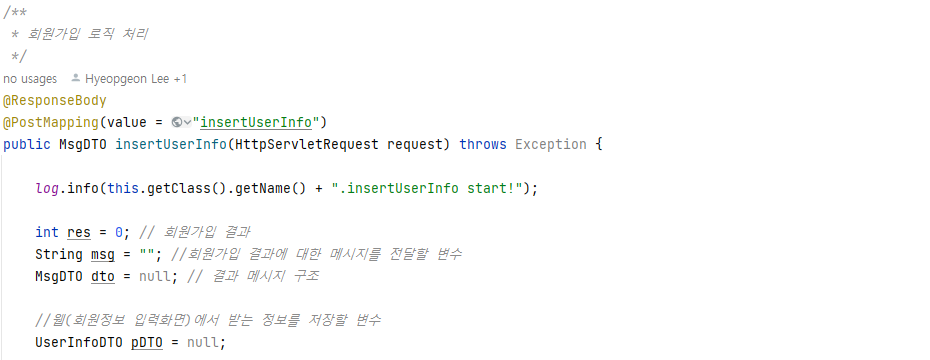 /**
* 회원가입 로직 처리
*/
no usages Hyeopgeon Lee +1
@ResponseBody
@PostMapping(value = "insertUserInfo")
public MsgDTO insertUserInfo(HttpServletRequest request) throws Exception {
log.info(this.getClass().getName() + ".insertUserInfo start!");
int res = 0; // 회원가입 결과
String msg = ""; //회원가입 결과에 대한 메시지를 전달할 변수
MsgDTO dto = null; // 결과 메시지 구조
//웹(회원정보 입력화면)에서 받는 정보를 저장할 변수
UserInfoDTO pDTO = null;